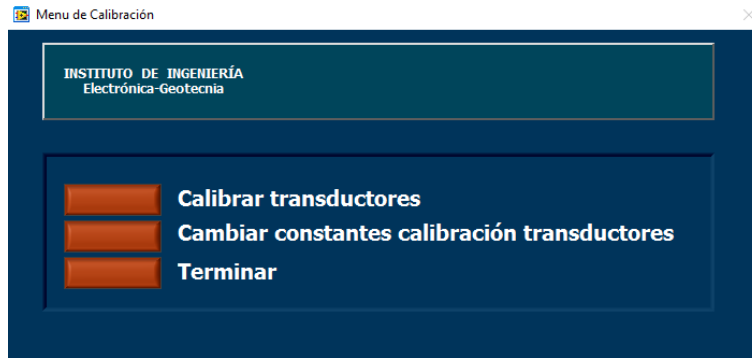 Menu de Calibración
INSTITUTO DE INGENIERÍA
Electrónica-Geotecnia
Calibrar transductores
Cambiar constantes calibración transductores
Terminar